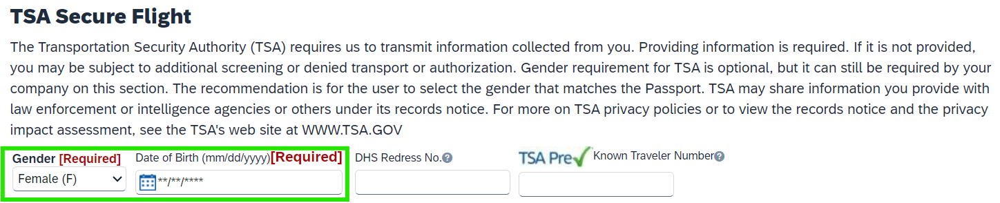 TSA Secure Flight
The Transportation Security Authority (TSA) requires us to transmit information collected from you. Providing information is required. If it is not provided,
you may be subject to additional screening or denied transport or authorization. Gender requirement for TSA is optional, but it can still be required by your
company on this section. The recommendation is for the user to select the gender that matches the Passport. TSA may share information you provide with
law enforcement or intelligence agencies or others under its records notice. For more on TSA privacy policies or to view the records notice and the privacy
impact assessment, see the TSA's web site at WWW.TSA.GOV
Gender [Required] Date of Birth (mm/dd/yyyy)[Required] DHS Redress No.? TSA Pre✓ Known Traveler Number?
Female (F) **/**/****